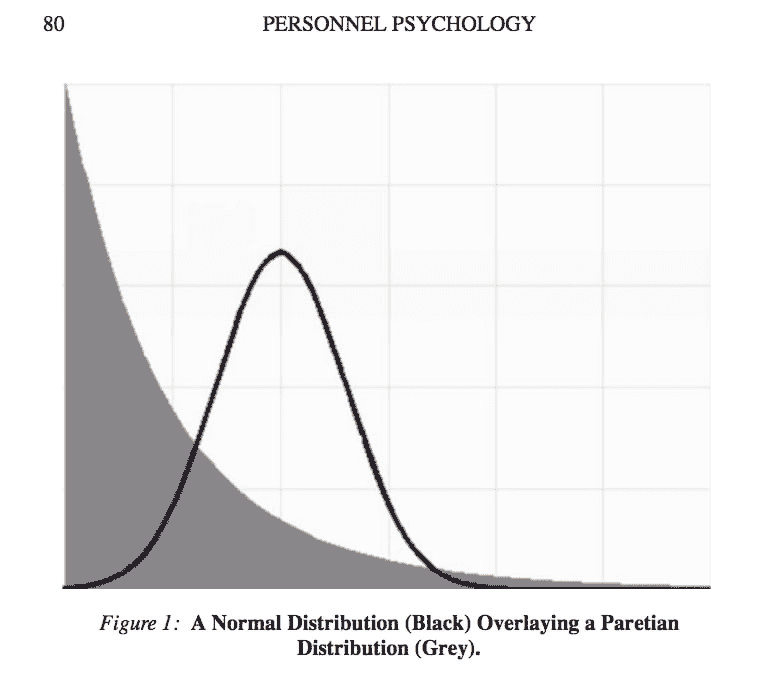 80 PERSONNEL PSYCHOLOGY
Figure 1: A Normal Distribution (Black) Overlaying a Paretian
Distribution (Grey).